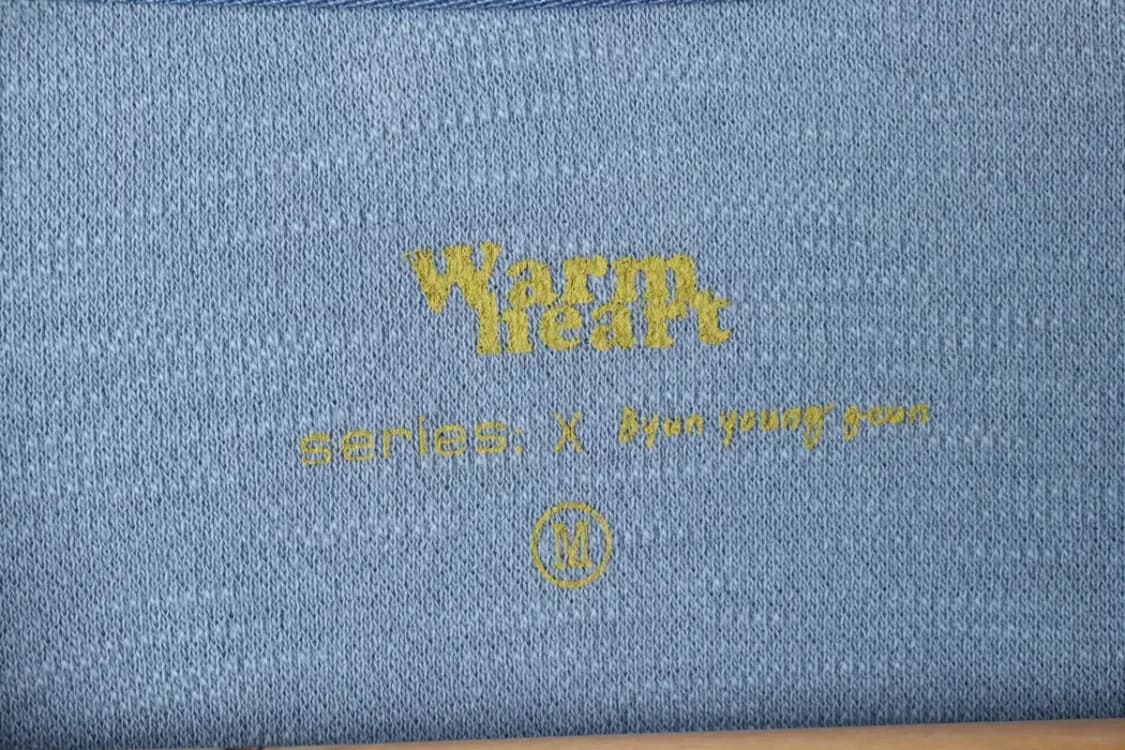 Warm
heart
series: X Byun young geun
M